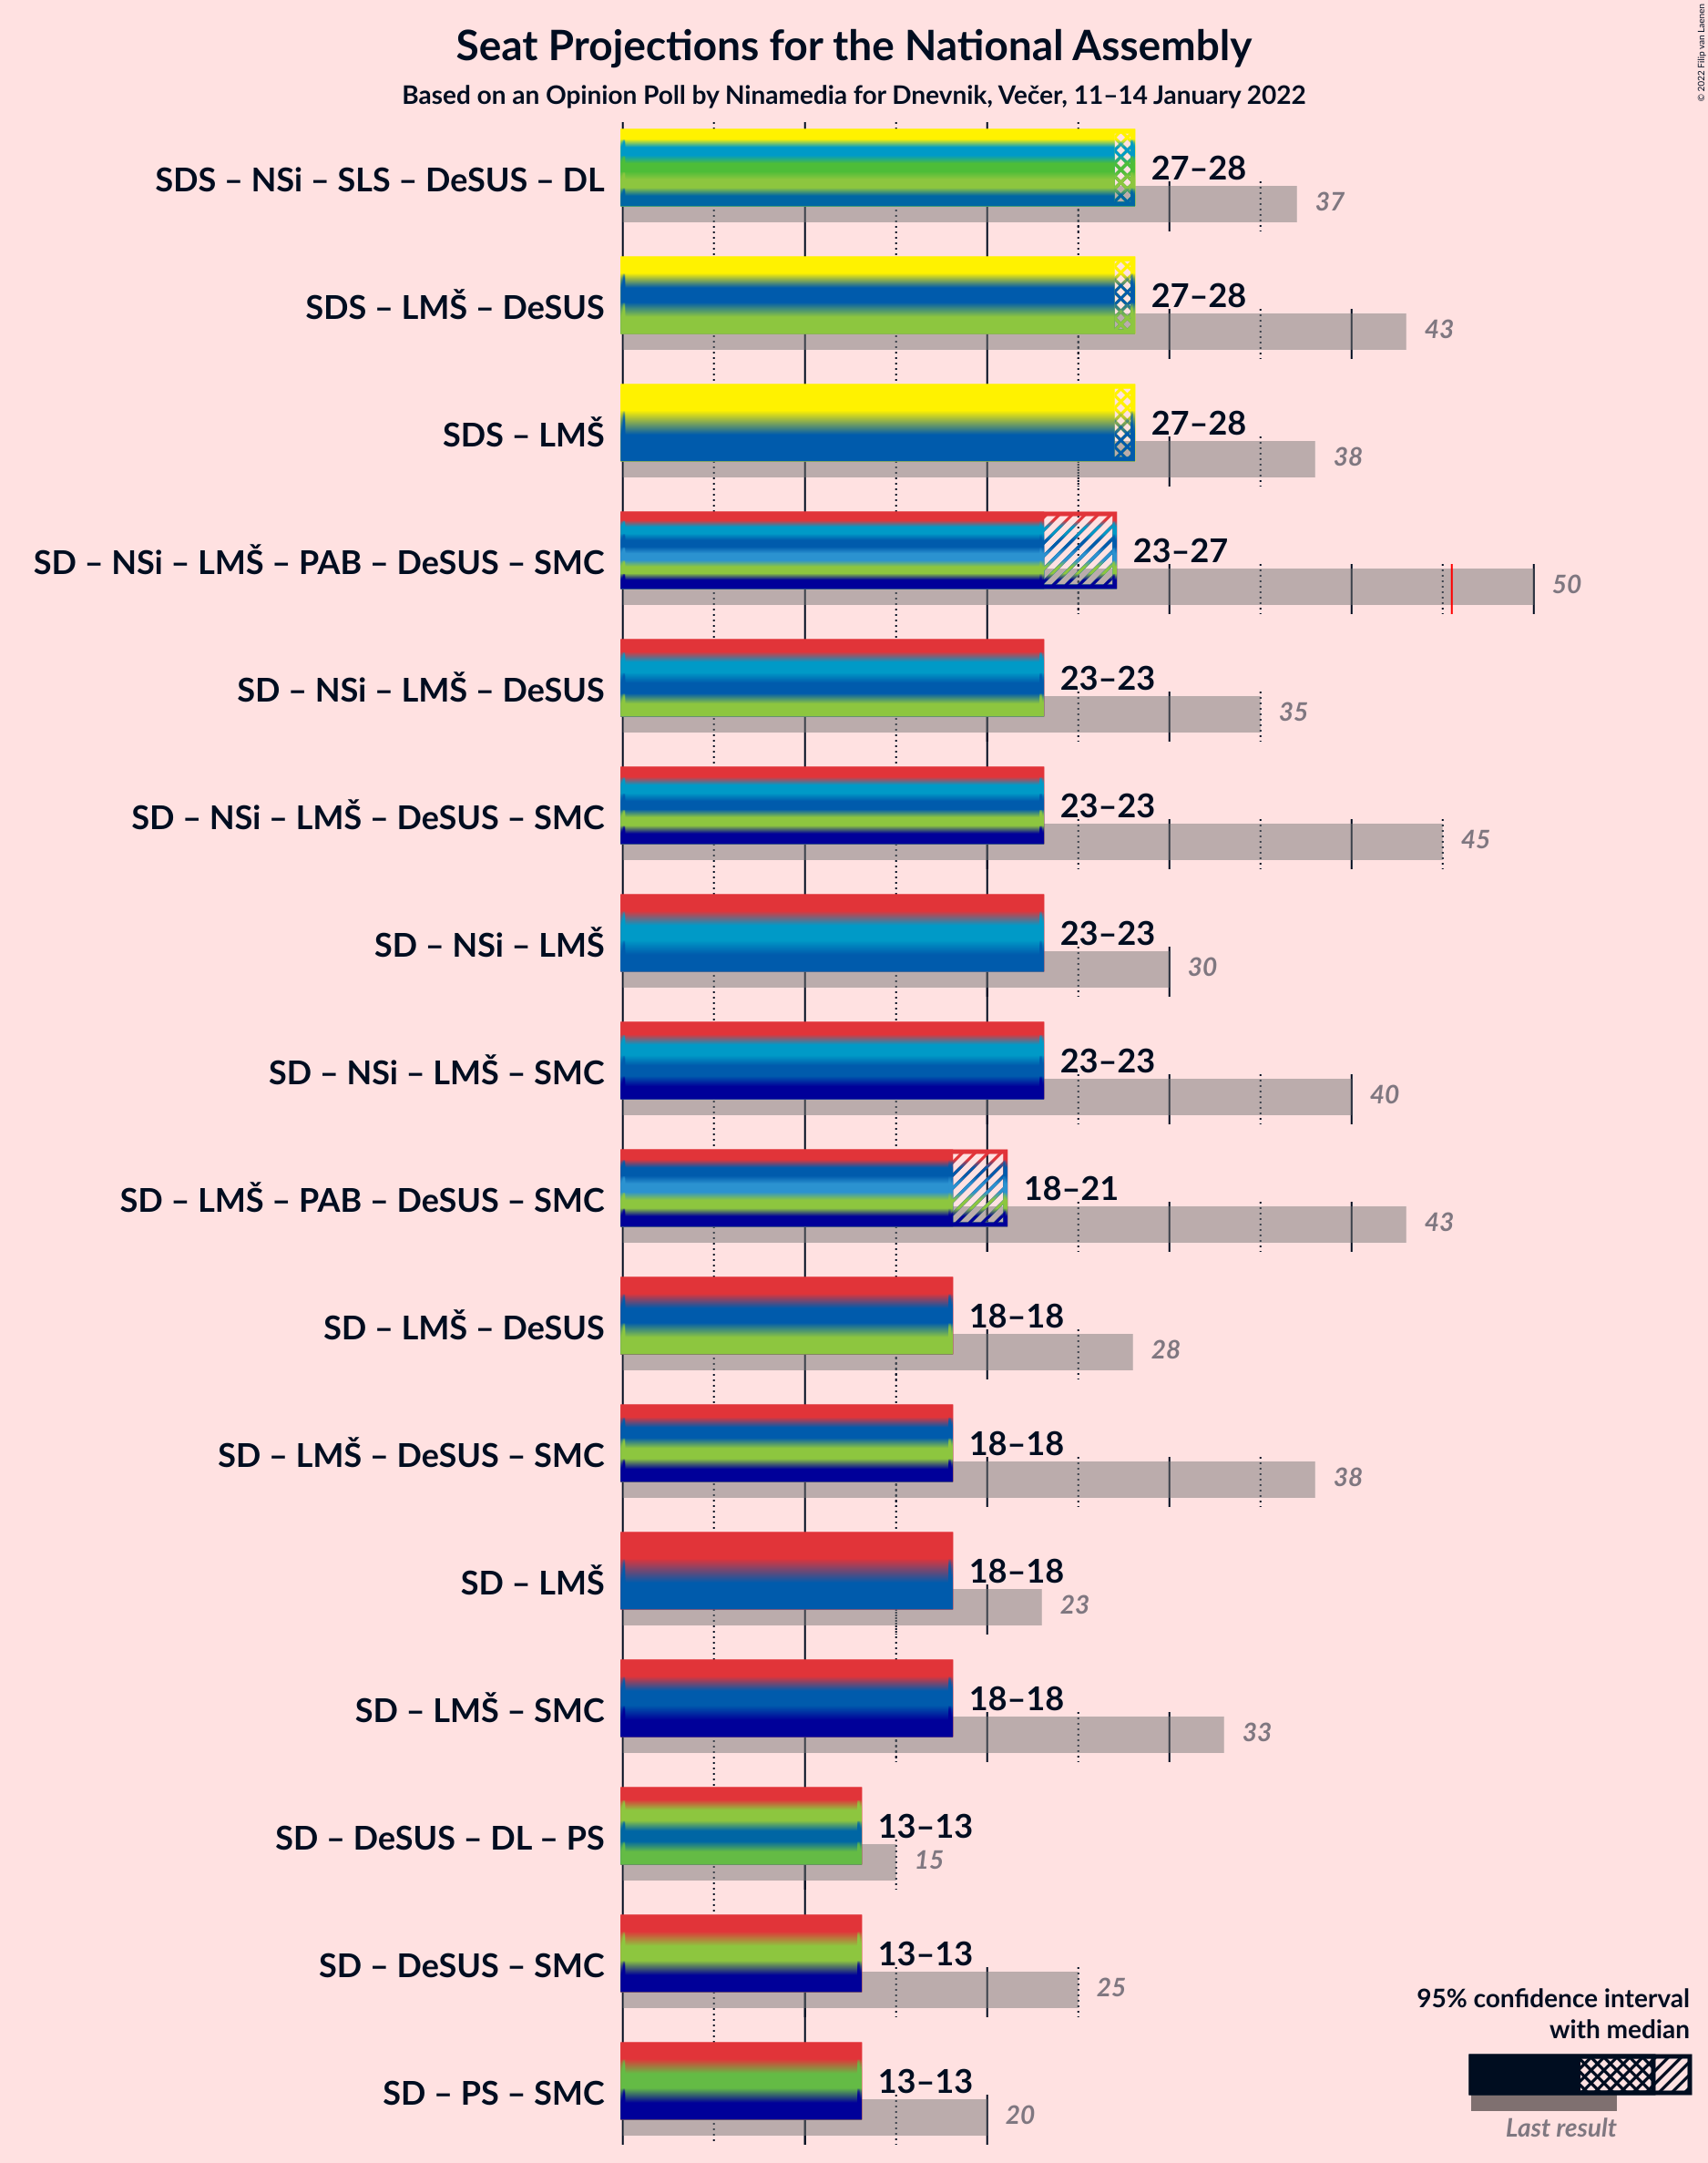 Seat Projections for the National Assembly
Based on an Opinion Poll by Ninamedia for Dnevnik, Večer, 11–14 January 2022
© 2022 Filip van Laenen
SDS – NSi – SLS – DeSUS – DL
27–28
37
SDS – LMŠ – DeSUS
27–28
43
SDS – LMŠ
27–28
38
SD – NSi – LMŠ – PAB – DeSUS – SMC
23–27
50
SD – NSi – LMŠ – DeSUS
23–23
35
SD – NSi – LMŠ – DeSUS – SMC
23–23
45
SD – NSi – LMŠ
23–23
30
SD – NSi – LMŠ – SMC
23–23
40
SD – LMŠ – PAB – DeSUS – SMC
18–21
43
SD – LMŠ – DeSUS
18–18
28
SD – LMŠ – DeSUS – SMC
18–18
38
SD – LMŠ
18–18
23
SD – LMŠ – SMC
18–18
33
SD – DeSUS – DL – PS
13–13
15
SD – DeSUS – SMC
13–13
25
SD – PS – SMC
13–13
20
95% confidence interval
with median
Last result